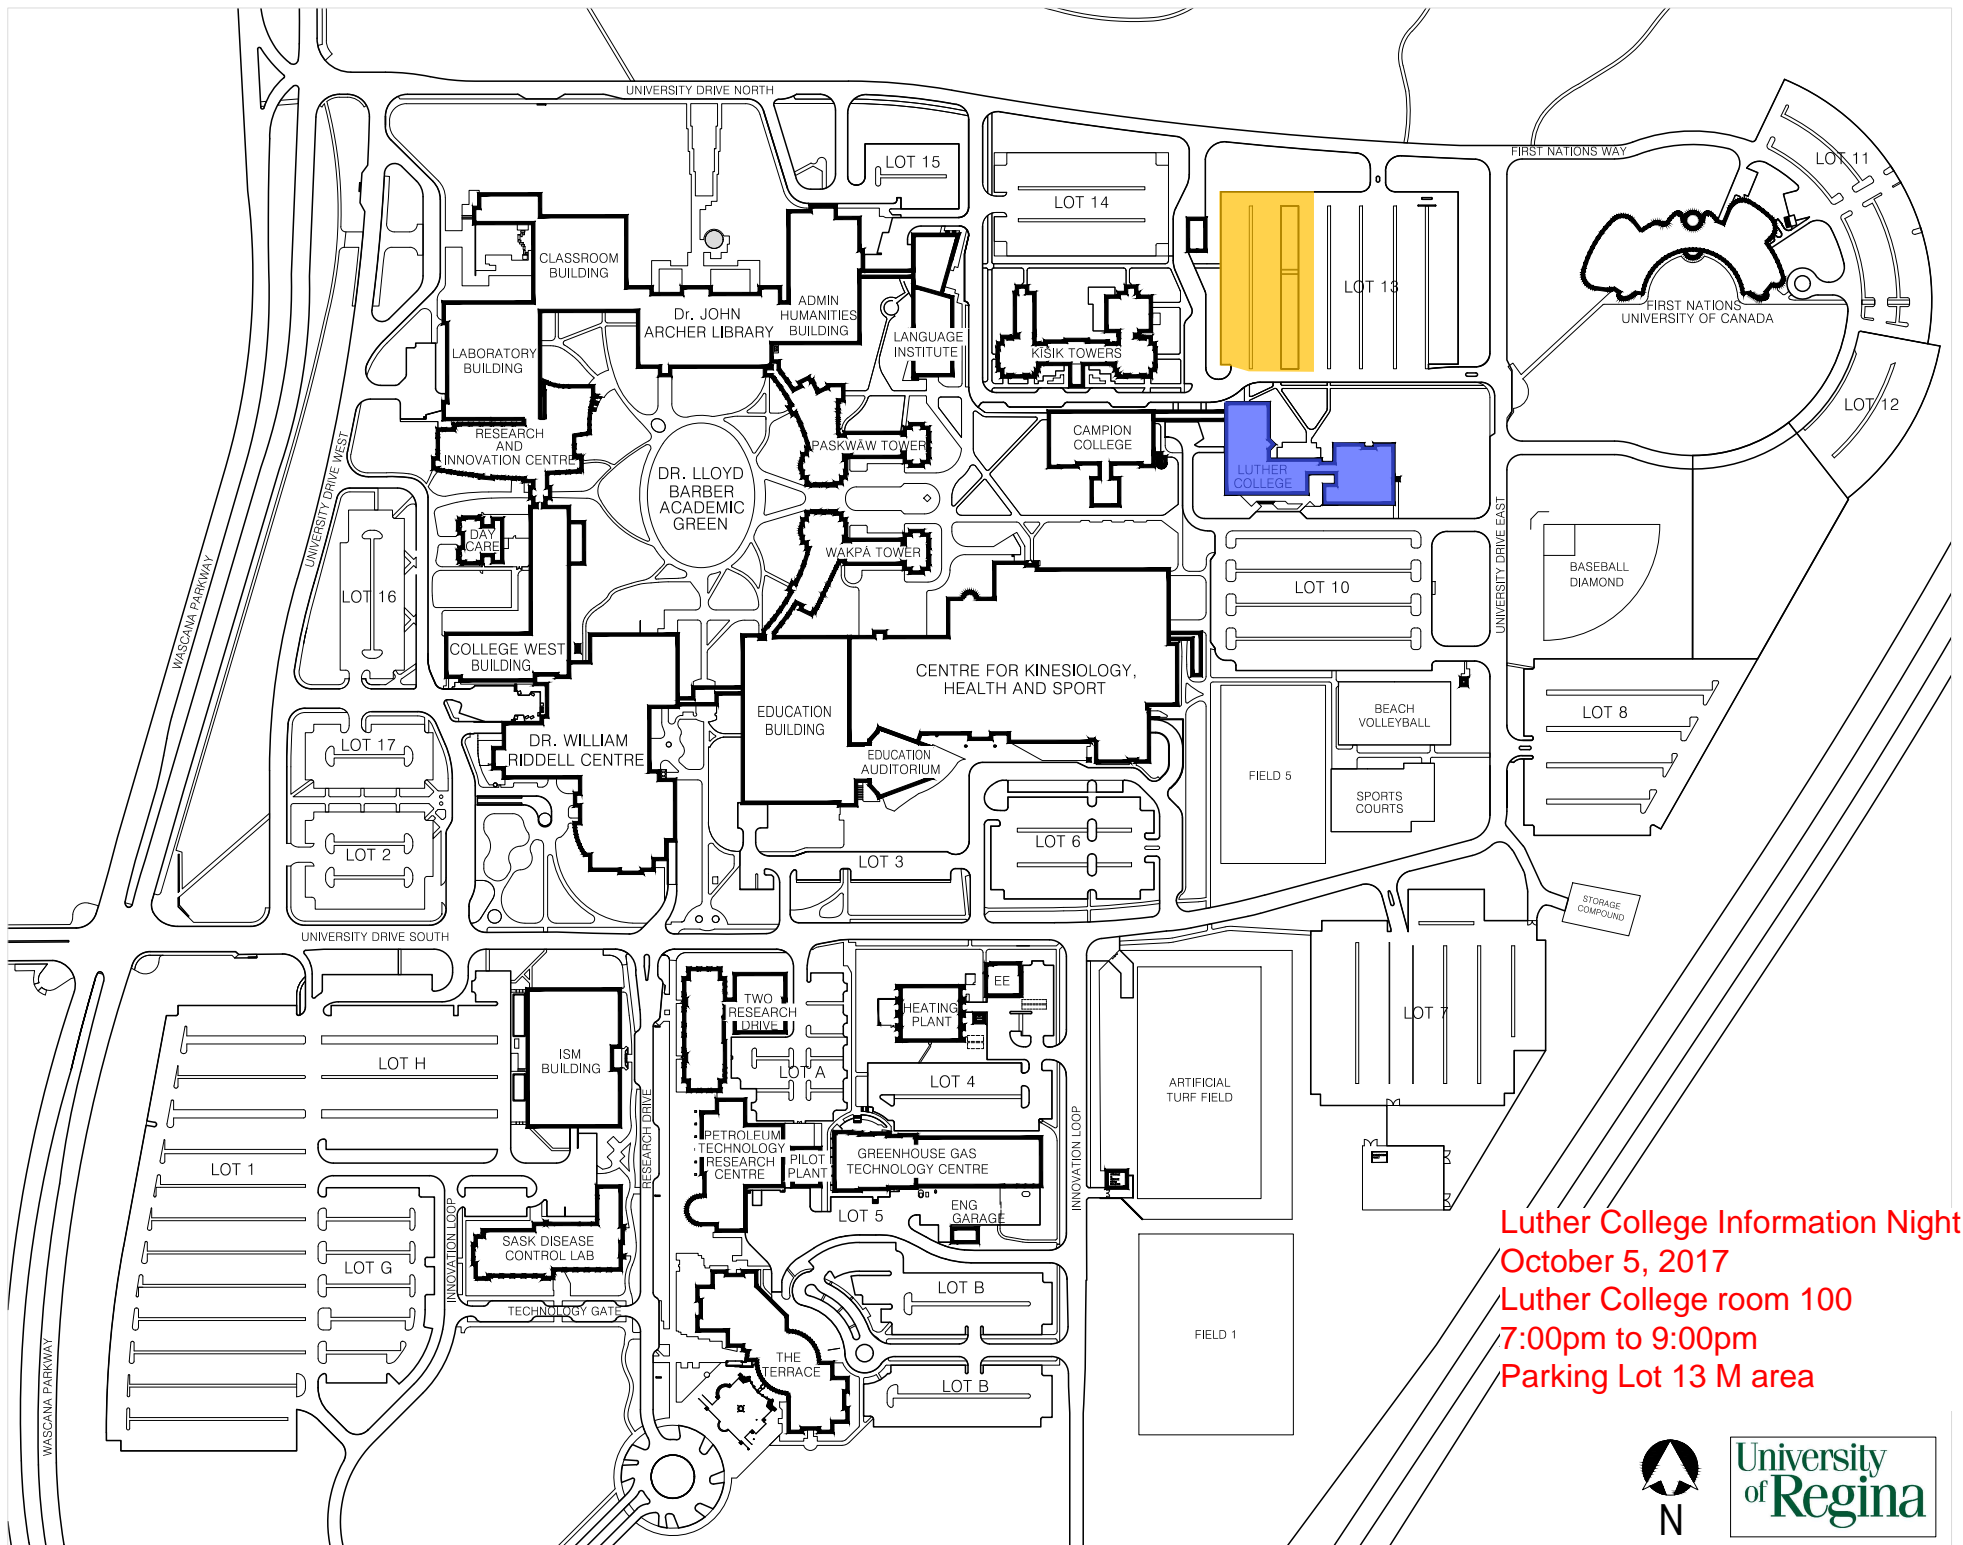 UNIVERSITY DRIVE NORTH
LOT 15
FIRST NATIONS WAY
LOT 11
LOT 14
CLASSROOM
BUILDING
LOT 13
ADMIN
HUMANITIES
BUILDING
Dr. JOHN
ARCHER LIBRARY
FIRST NATIONS
UNIVERSITY OF CANADA
LANGUAGE
INSTITUTE
KĪSIK TOWERS
LABORATORY
BUILDING
LOT 12
RESEARCH
AND
INNOVATION CENTRE
PASKWĀW TOWER
CAMPION
COLLEGE
LUTHER
COLLEGE
DR. LLOYD
BARBER
ACADEMIC
GREEN
UNIVERSITY DRIVE WEST
UNIVERSITY DRIVE EAST
DAY
CARE
WAKPĀ TOWER
WASCANA PARKWAY
LOT 16
LOT 10
BASEBALL
DIAMOND
COLLEGE WEST
BUILDING
CENTRE FOR KINESIOLOGY,
HEALTH AND SPORT
EDUCATION
BUILDING
BEACH
VOLLEYBALL
LOT 8
LOT 17
DR. WILLIAM
RIDDELL CENTRE
EDUCATION
AUDITORIUM
FIELD 5
SPORTS
COURTS
LOT 2
LOT 3
LOT 6
STORAGE
COMPOUND
UNIVERSITY DRIVE SOUTH
TWO
RESEARCH
DRIVE
EE
HEATING
PLANT
LOT 7
LOT H
ISM
BUILDING
LOT A
LOT 4
ARTIFICIAL
TURF FIELD
RESEARCH DRIVE
INNOVATION LOOP
PETROLEUM
TECHNOLOGY
RESEARCH
CENTRE
PILOT
PLANT
GREENHOUSE GAS
TECHNOLOGY CENTRE
LOT 1
LOT 5
ENG
GARAGE
INNOVATION LOOP
SASK DISEASE
CONTROL LAB
LOT G
TECHNOLOGY GATE
LOT B
FIELD 1
THE
TERRACE
LOT B
WASCANA PARKWAY
Luther College Information Night
October 5, 2017
Luther College room 100
7:00pm to 9:00pm
Parking Lot 13 M area
N
University
of Regina